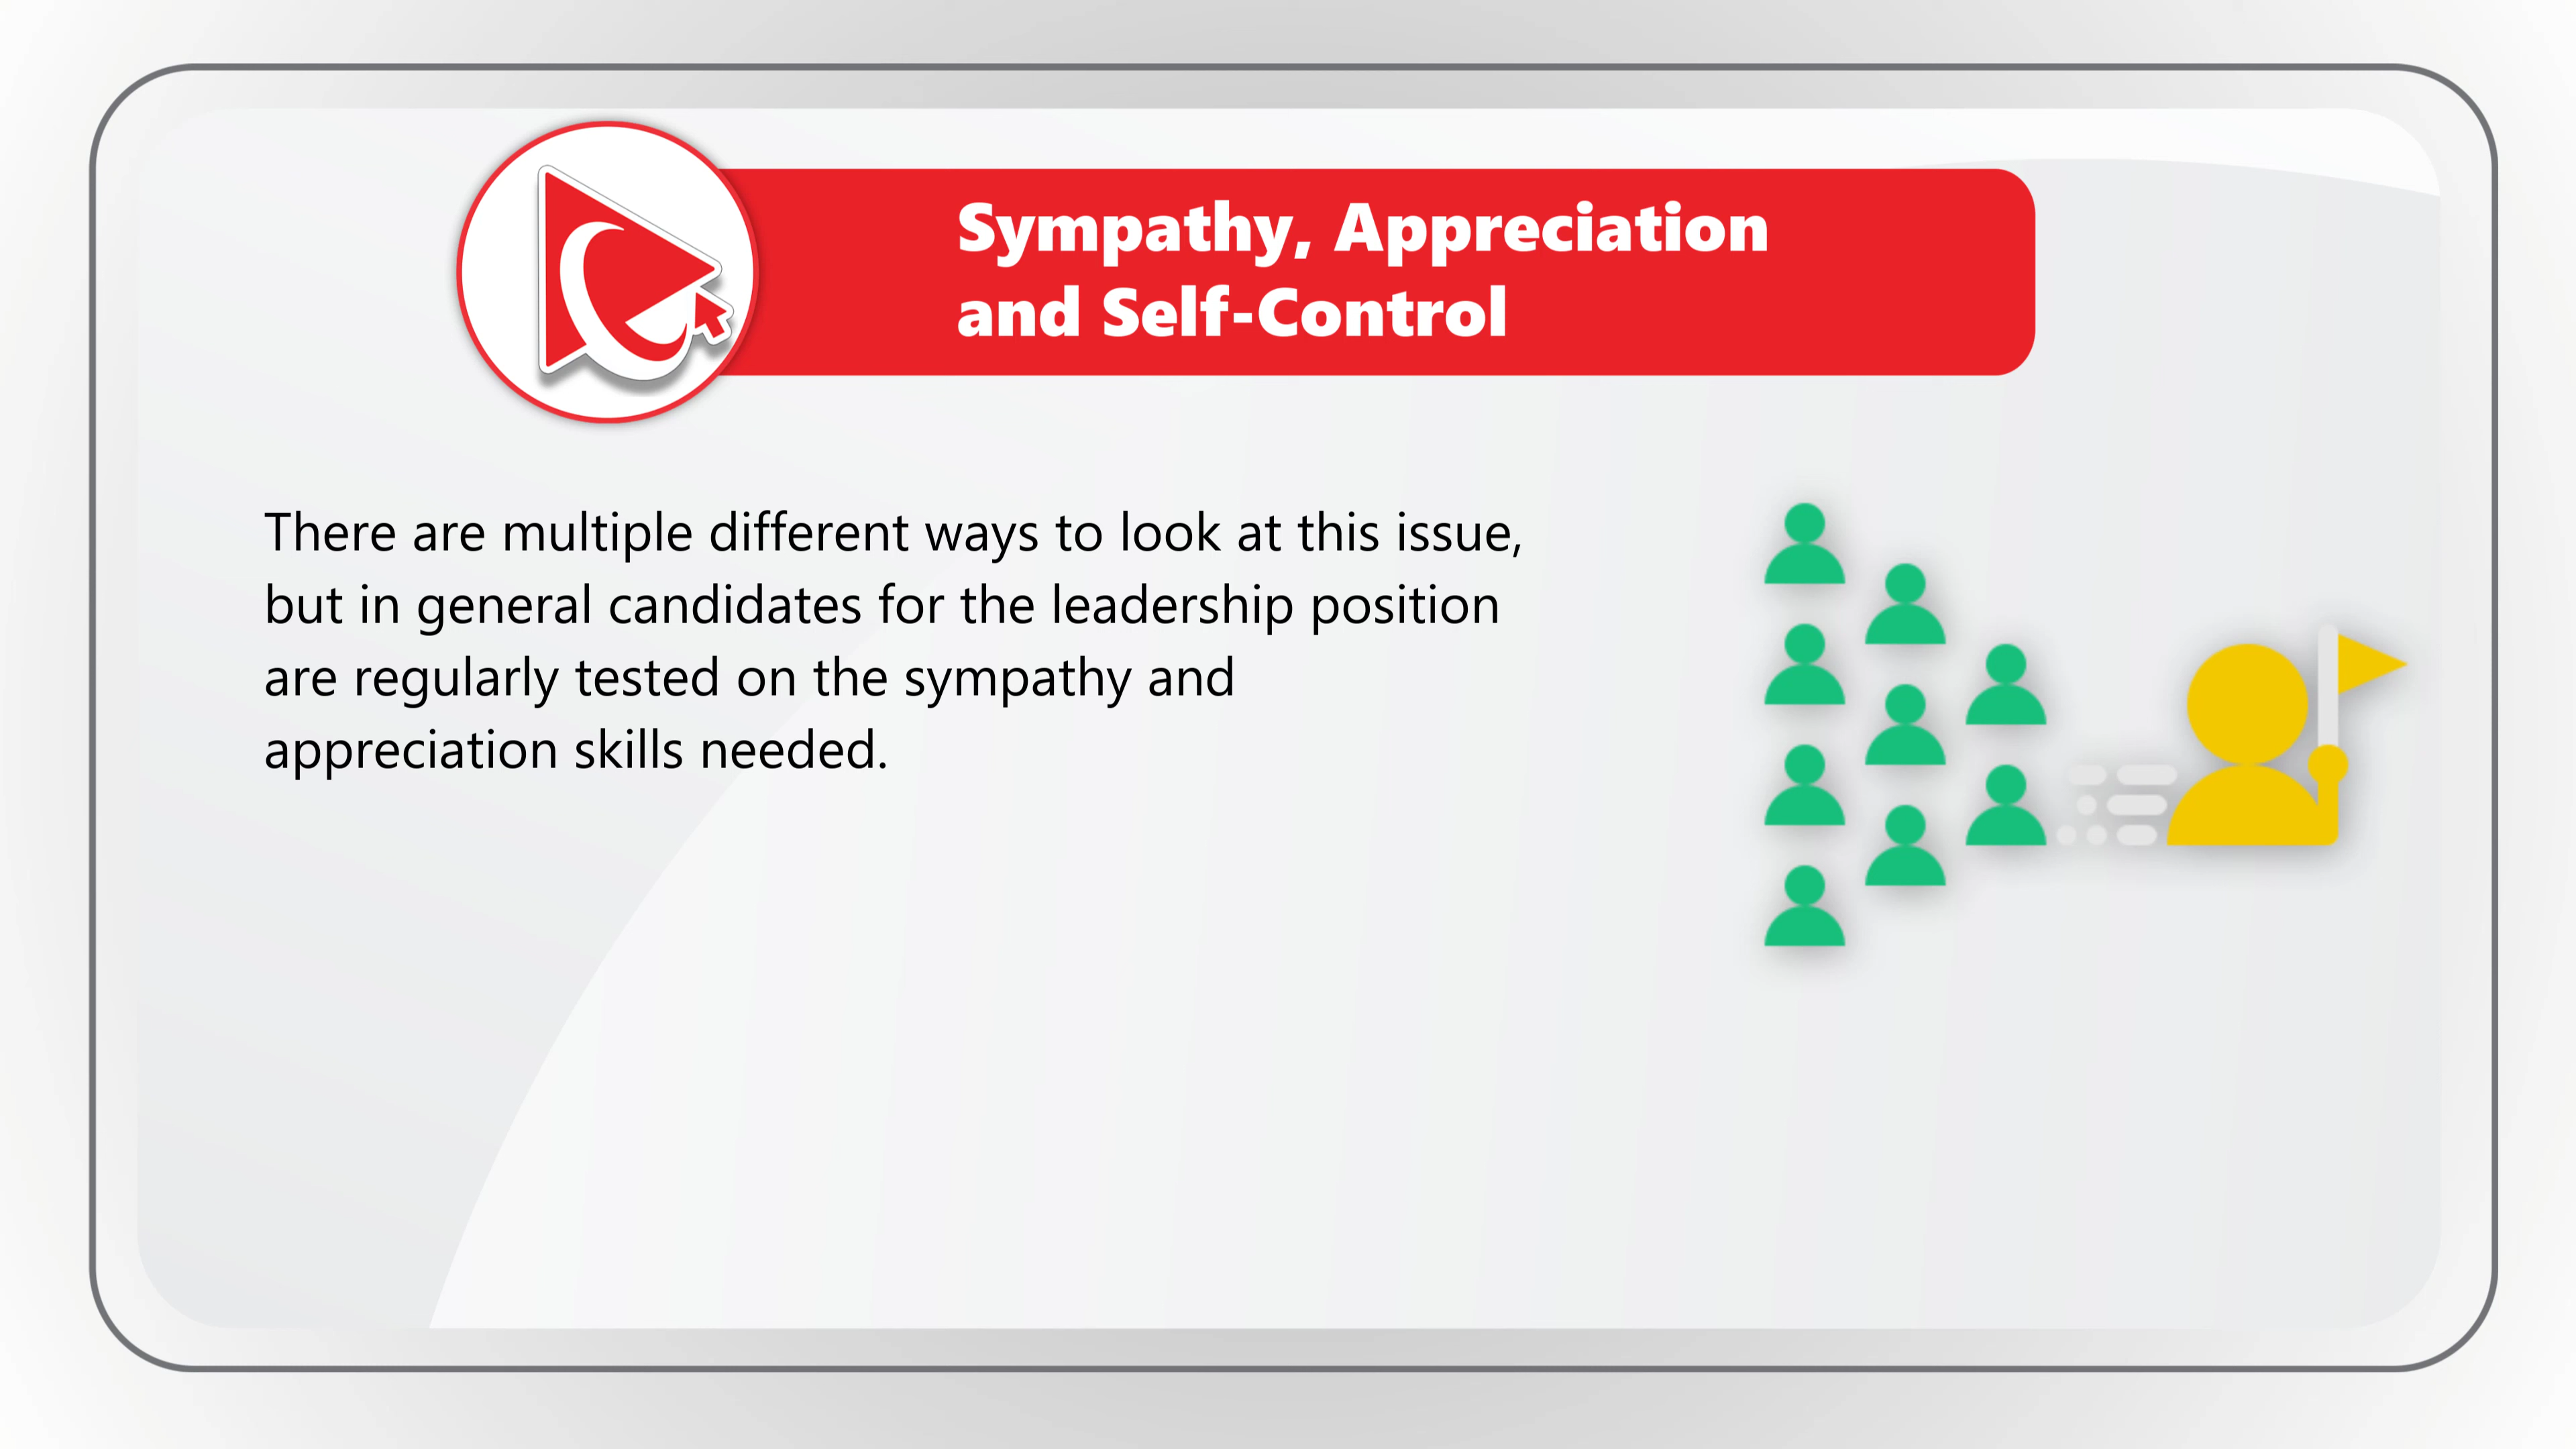 Sympathy, Appreciation
and Self-Control
There are multiple different ways to look at this issue,
but in general candidates for the leadership position
are regularly tested on the sympathy and
appreciation skills needed.